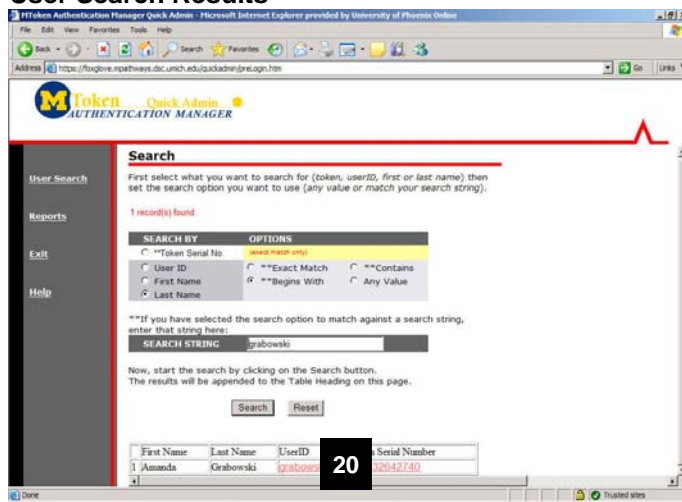 User Search Results
MToken Authentication Manager Quick Admin - Microsoft Internet Explorer provided by University of Phoenix Online
File Edit View Favorites Tools Help
Back Search Favorites
Address https://foxglove.mpathways.dsc.umich.edu/quickadmin/preLogin.htm Go Links
MToken Quick Admin
AUTHENTICATION MANAGER
User Search
Reports
Exit
Help
Search
First select what you want to search for (token, userID, first or last name) then
set the search option you want to use (any value or match your search string).
1 record(s) found
SEARCH BY OPTIONS
**Token Serial No. (exact match only)
User ID **Exact Match **Contains
First Name **Begins With Any Value
Last Name
**If you have selected the search option to match against a search string,
enter that string here:
SEARCH STRING grabowski
Now, start the search by clicking on the Search button.
The results will be appended to the Table Heading on this page.
Search Reset
First Name Last Name UserID Serial Number
1 Amanda Grabowski grabows 02642740
20
Done Trusted sites